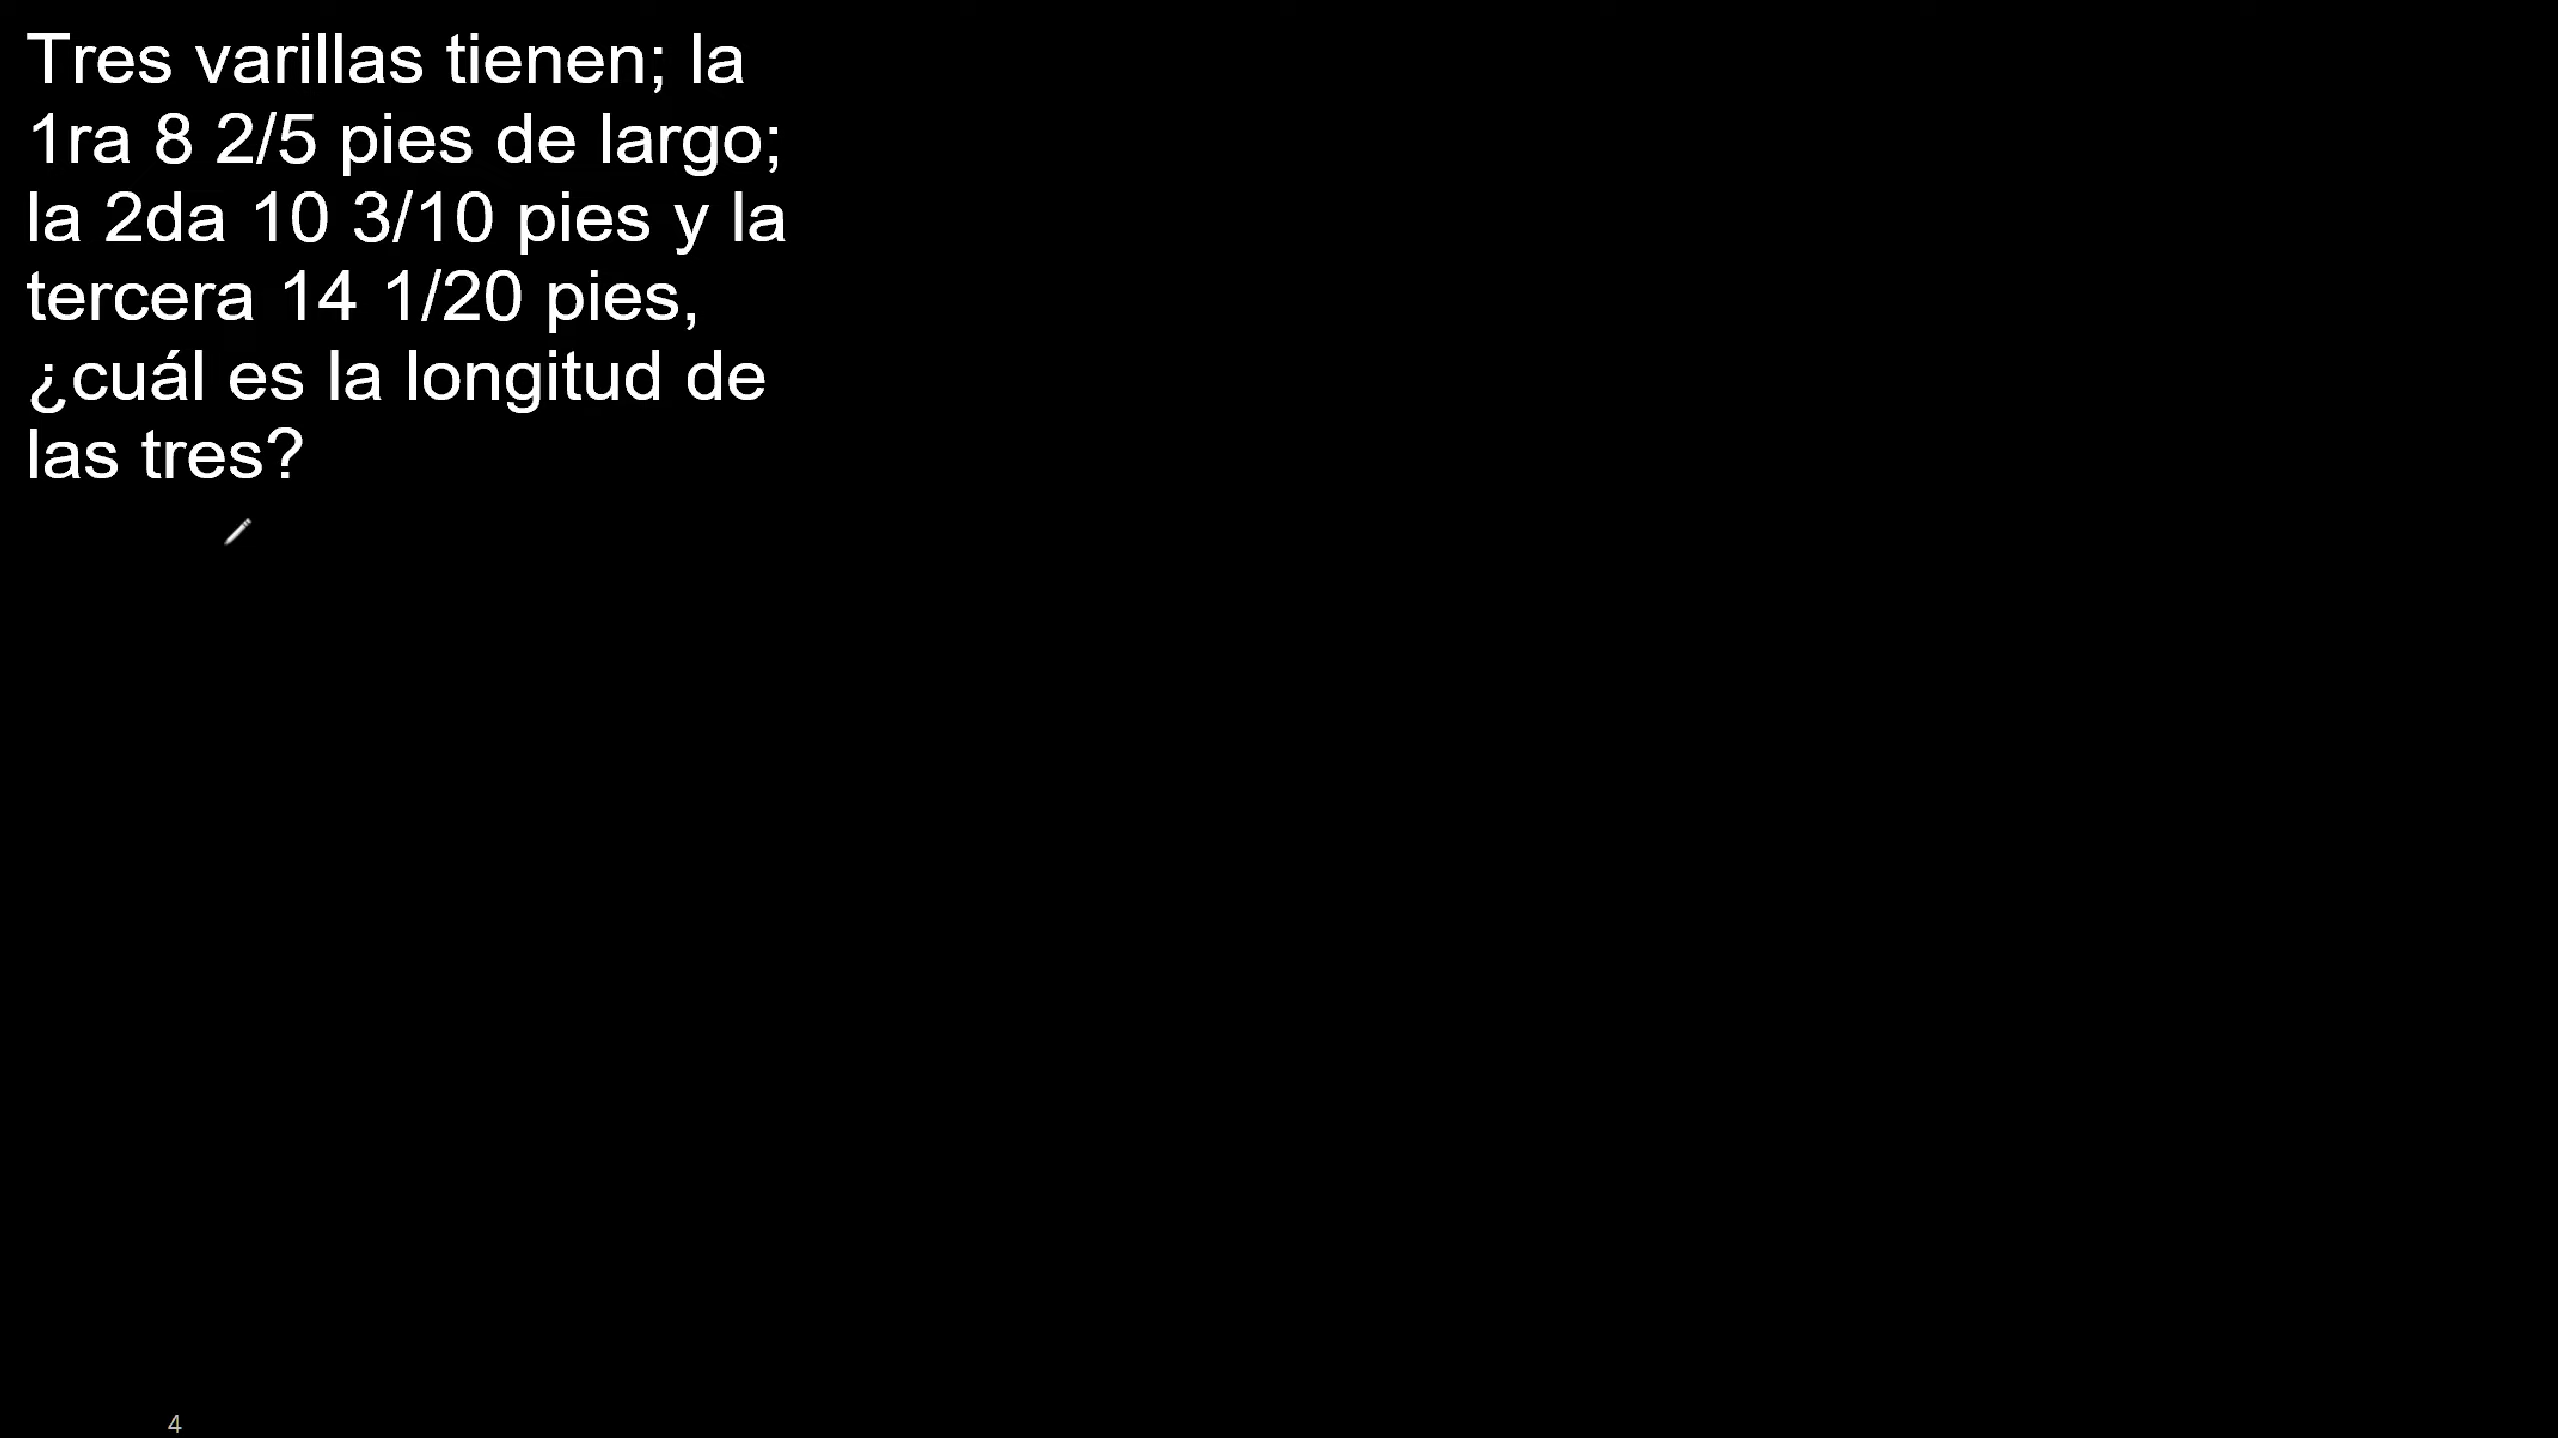 Tres varillas tienen; la
1ra 8 2/5 pies de largo;
la 2da 10 3/10 pies y la
tercera 14 1/20 pies,
¿cuál es la longitud de
las tres?
4